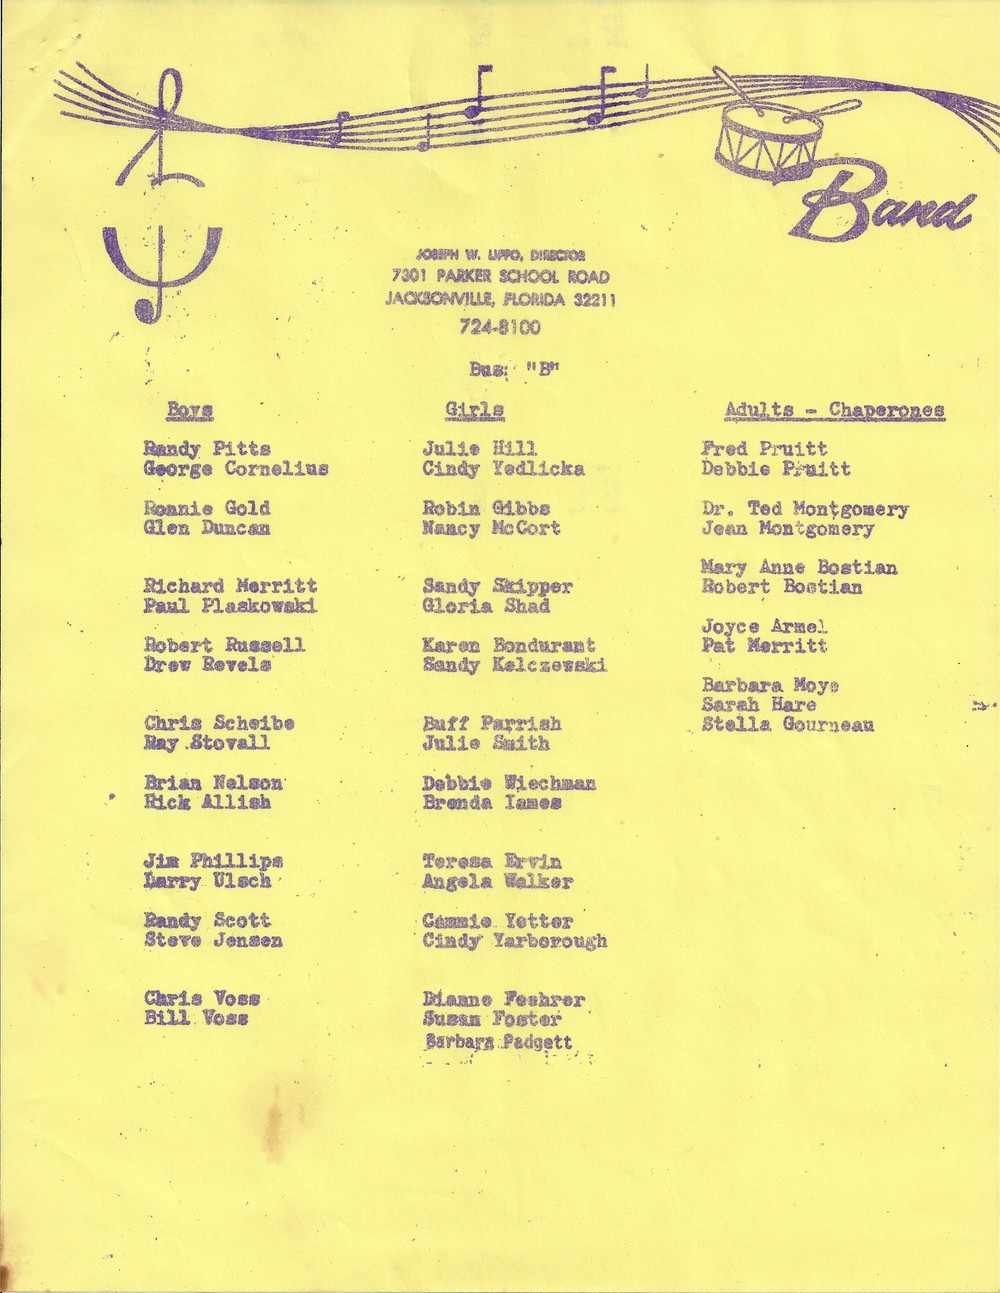 Band
JOSEPH W. LIPPO, DIRECTOR
7301 PARKER SCHOOL ROAD
JACKSONVILLE, FLORIDA 32211
724-8100
Bus: "B"
Boys
Randy Pitts
George Cornelius
Ronnie Gold
Glen Duncan
Richard Merritt
Paul Plaskowski
Robert Russell
Drew Revels
Chris Scheibe
Ray Stovall
Brian Nelson
Rick Allish
Jim Phillips
Larry Ulsch
Randy Scott
Steve Jensen
Chris Voss
Bill Voss
Girls
Julie Hill
Cindy Yedlicka
Robin Gibbs
Nancy McCort
Sandy Skipper
Gloria Shad
Karen Bondurant
Sandy Kelczewski
Buff Parrish
Julie Smith
Debbie Wiechman
Brenda Iames
Teresa Ervin
Angela Walker
Cammie Yetter
Cindy Yarborough
Dianne Foehrer
Susan Foster
Barbara Padgett
Adults - Chaperones
Fred Pruitt
Debbie Pruitt
Dr. Ted Montgomery
Jean Montgomery
Mary Anne Bostian
Robert Bostian
Joyce Armel
Pat Merritt
Barbara Moye
Sarah Hare
Stella Gourneau